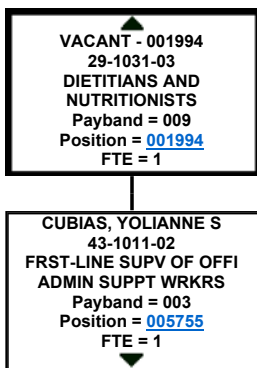 VACANT - 001994
29-1031-03
DIETITIANS AND
NUTRITIONISTS
Payband = 009
Position = 001994
FTE = 1
CUBIAS, YOLIANNE S
43-1011-02
FRST-LINE SUPV OF OFFI
ADMIN SUPPT WRKRS
Payband = 003
Position = 005755
FTE = 1